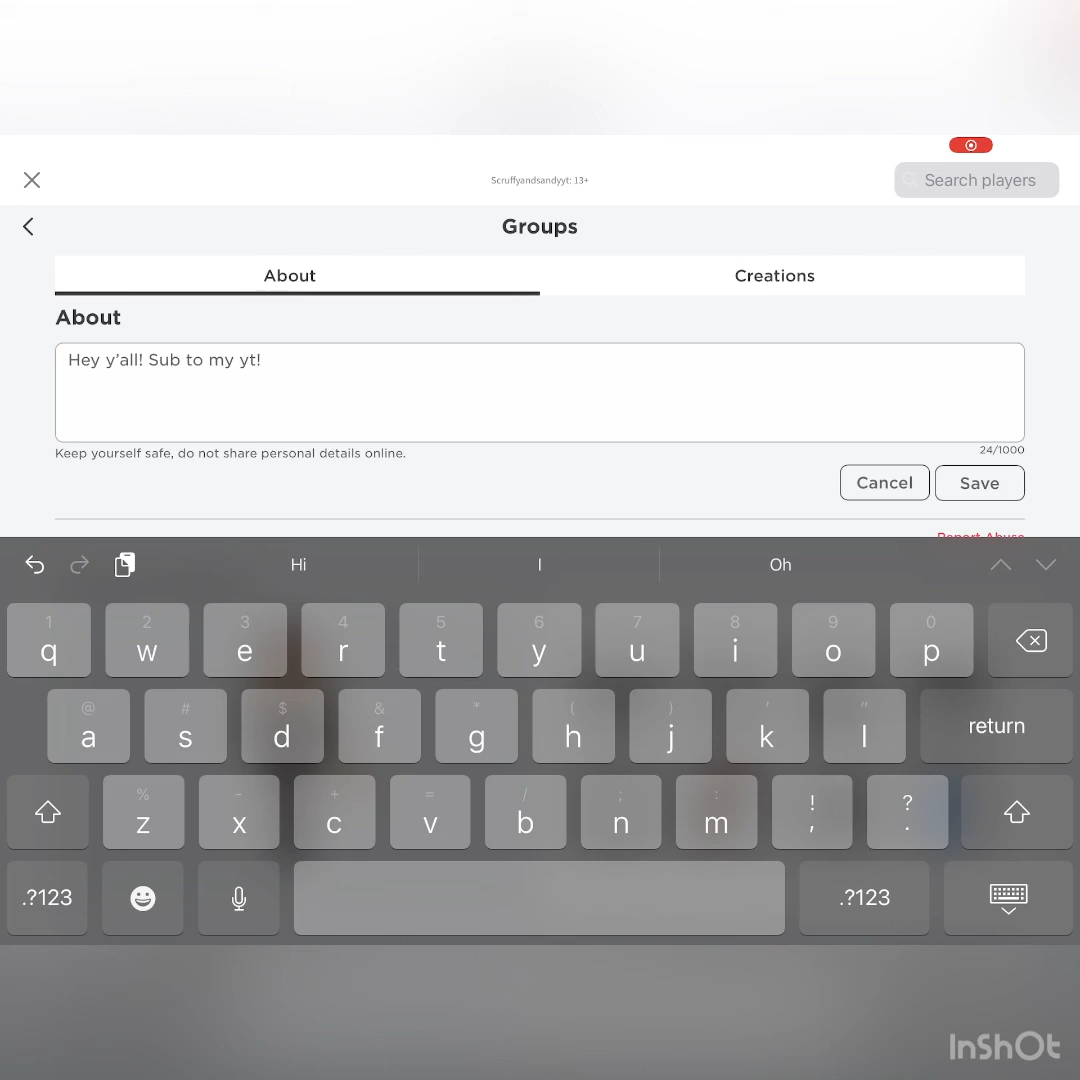 Scruffyandsandyyt: 13+
Search players
Groups
About Creations
About
Hey y’all! Sub to my yt!
Keep yourself safe, do not share personal details online. 24/1000
Cancel Save
Report Abuse
Hi I Oh
1 2 3 4 5 6 7 8 9 0
q w e r t y u i o p
@ # $ & * ( ) ' "
a s d f g h j k l return
% - + = / ; : ! ?
z x c v b n m , .
.?123 .?123
InShOt